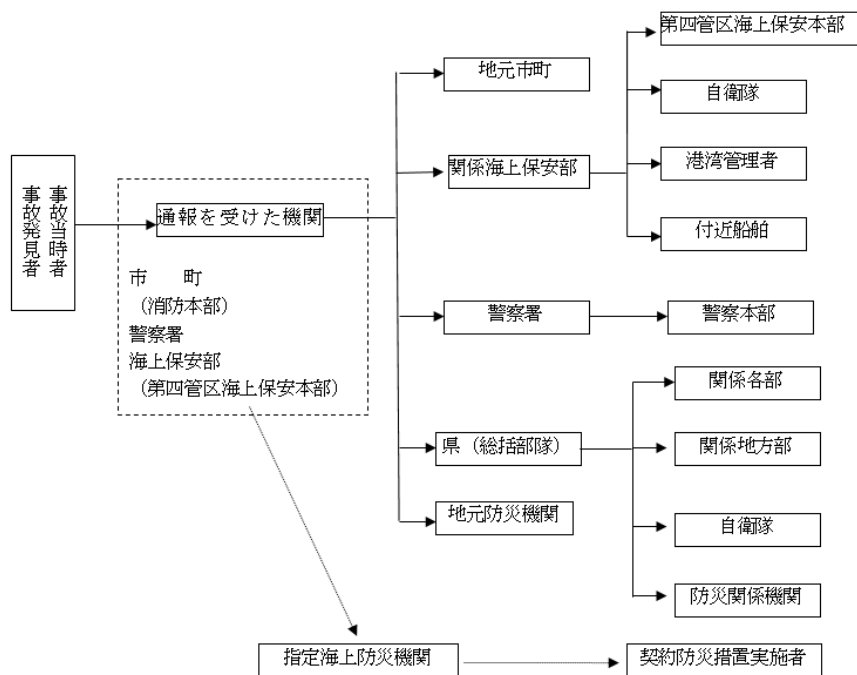 事故当時者
事故発見者
通報を受けた機関
市　　町
（消防本部）
警察署
海上保安部
（第四管区海上保安本部）
地元市町
関係海上保安部
警察署
県（総括部隊）
地元防災機関
第四管区海上保安本部
自衛隊
港湾管理者
付近船舶
警察本部
関係各部
関係地方部
自衛隊
防災関係機関
指定海上防災機関
契約防災措置実施者